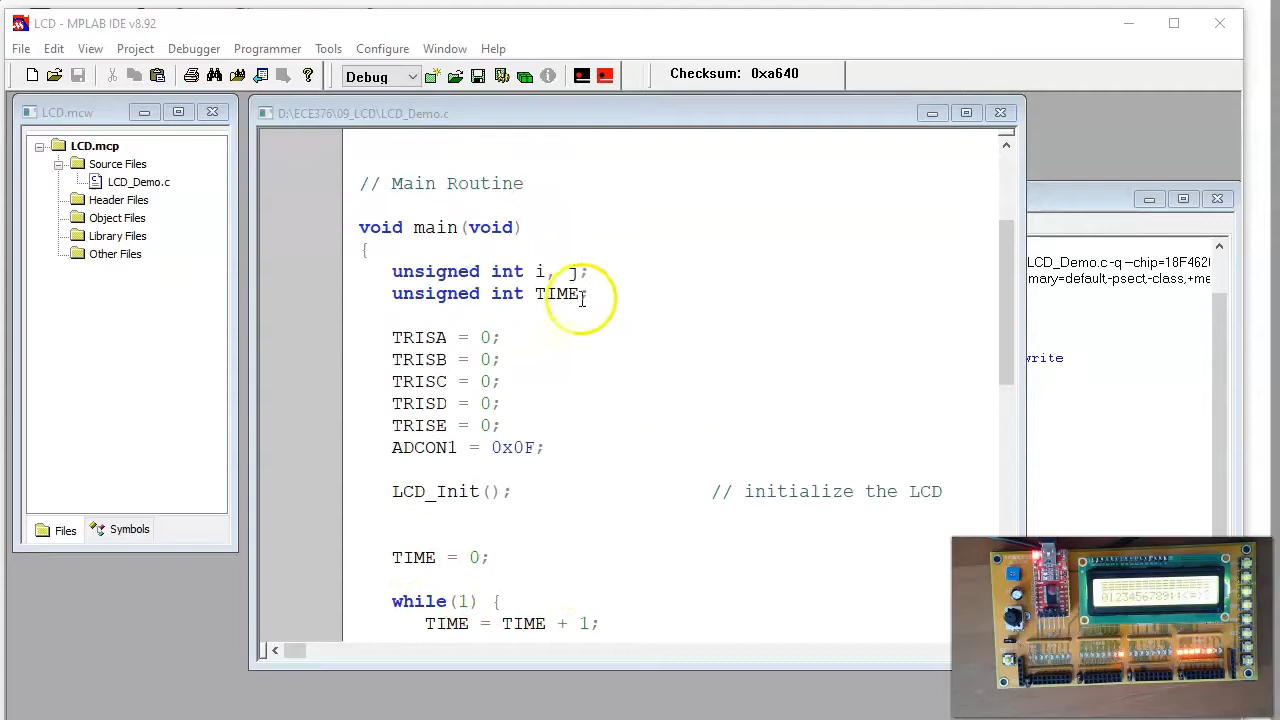 LCD - MPLAB IDE v8.92
File Edit View Project Debugger Programmer Tools Configure Window Help
Debug
Checksum: 0xa640
LCD.mcw
LCD.mcp
Source Files
LCD_Demo.c
Header Files
Object Files
Library Files
Other Files
Files
Symbols
D:\ECE376\09_LCD\LCD_Demo.c
// Main Routine
void main(void)
{
unsigned int i, j;
unsigned int TIME;
TRISA = 0;
TRISB = 0;
TRISC = 0;
TRISD = 0;
TRISE = 0;
ADCON1 = 0x0F;
LCD_Init(); // initialize the LCD
TIME = 0;
while(1) {
TIME = TIME + 1;
LCD_Demo.c -q --chip=18F462
mary=default-psect-class,+me
write